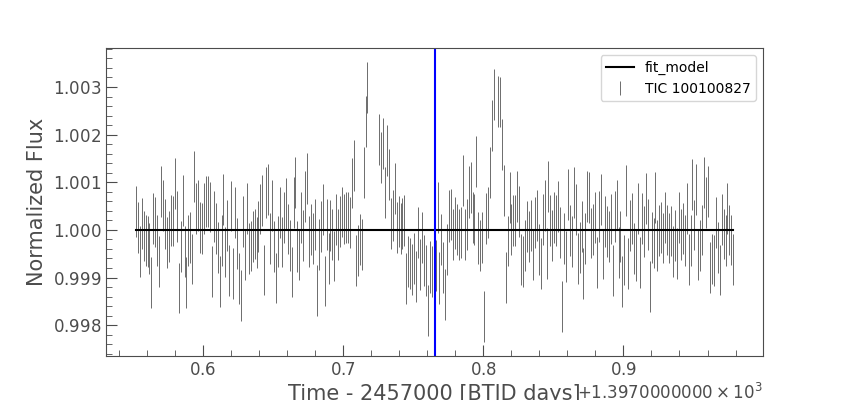 fit_model
TIC 100100827
1.003
1.002
1.001
1.000
0.999
0.998
Normalized Flux
0.6 0.7 0.8 0.9
Time - 2457000 [BTJD days]
+1.3970000000 × 10³